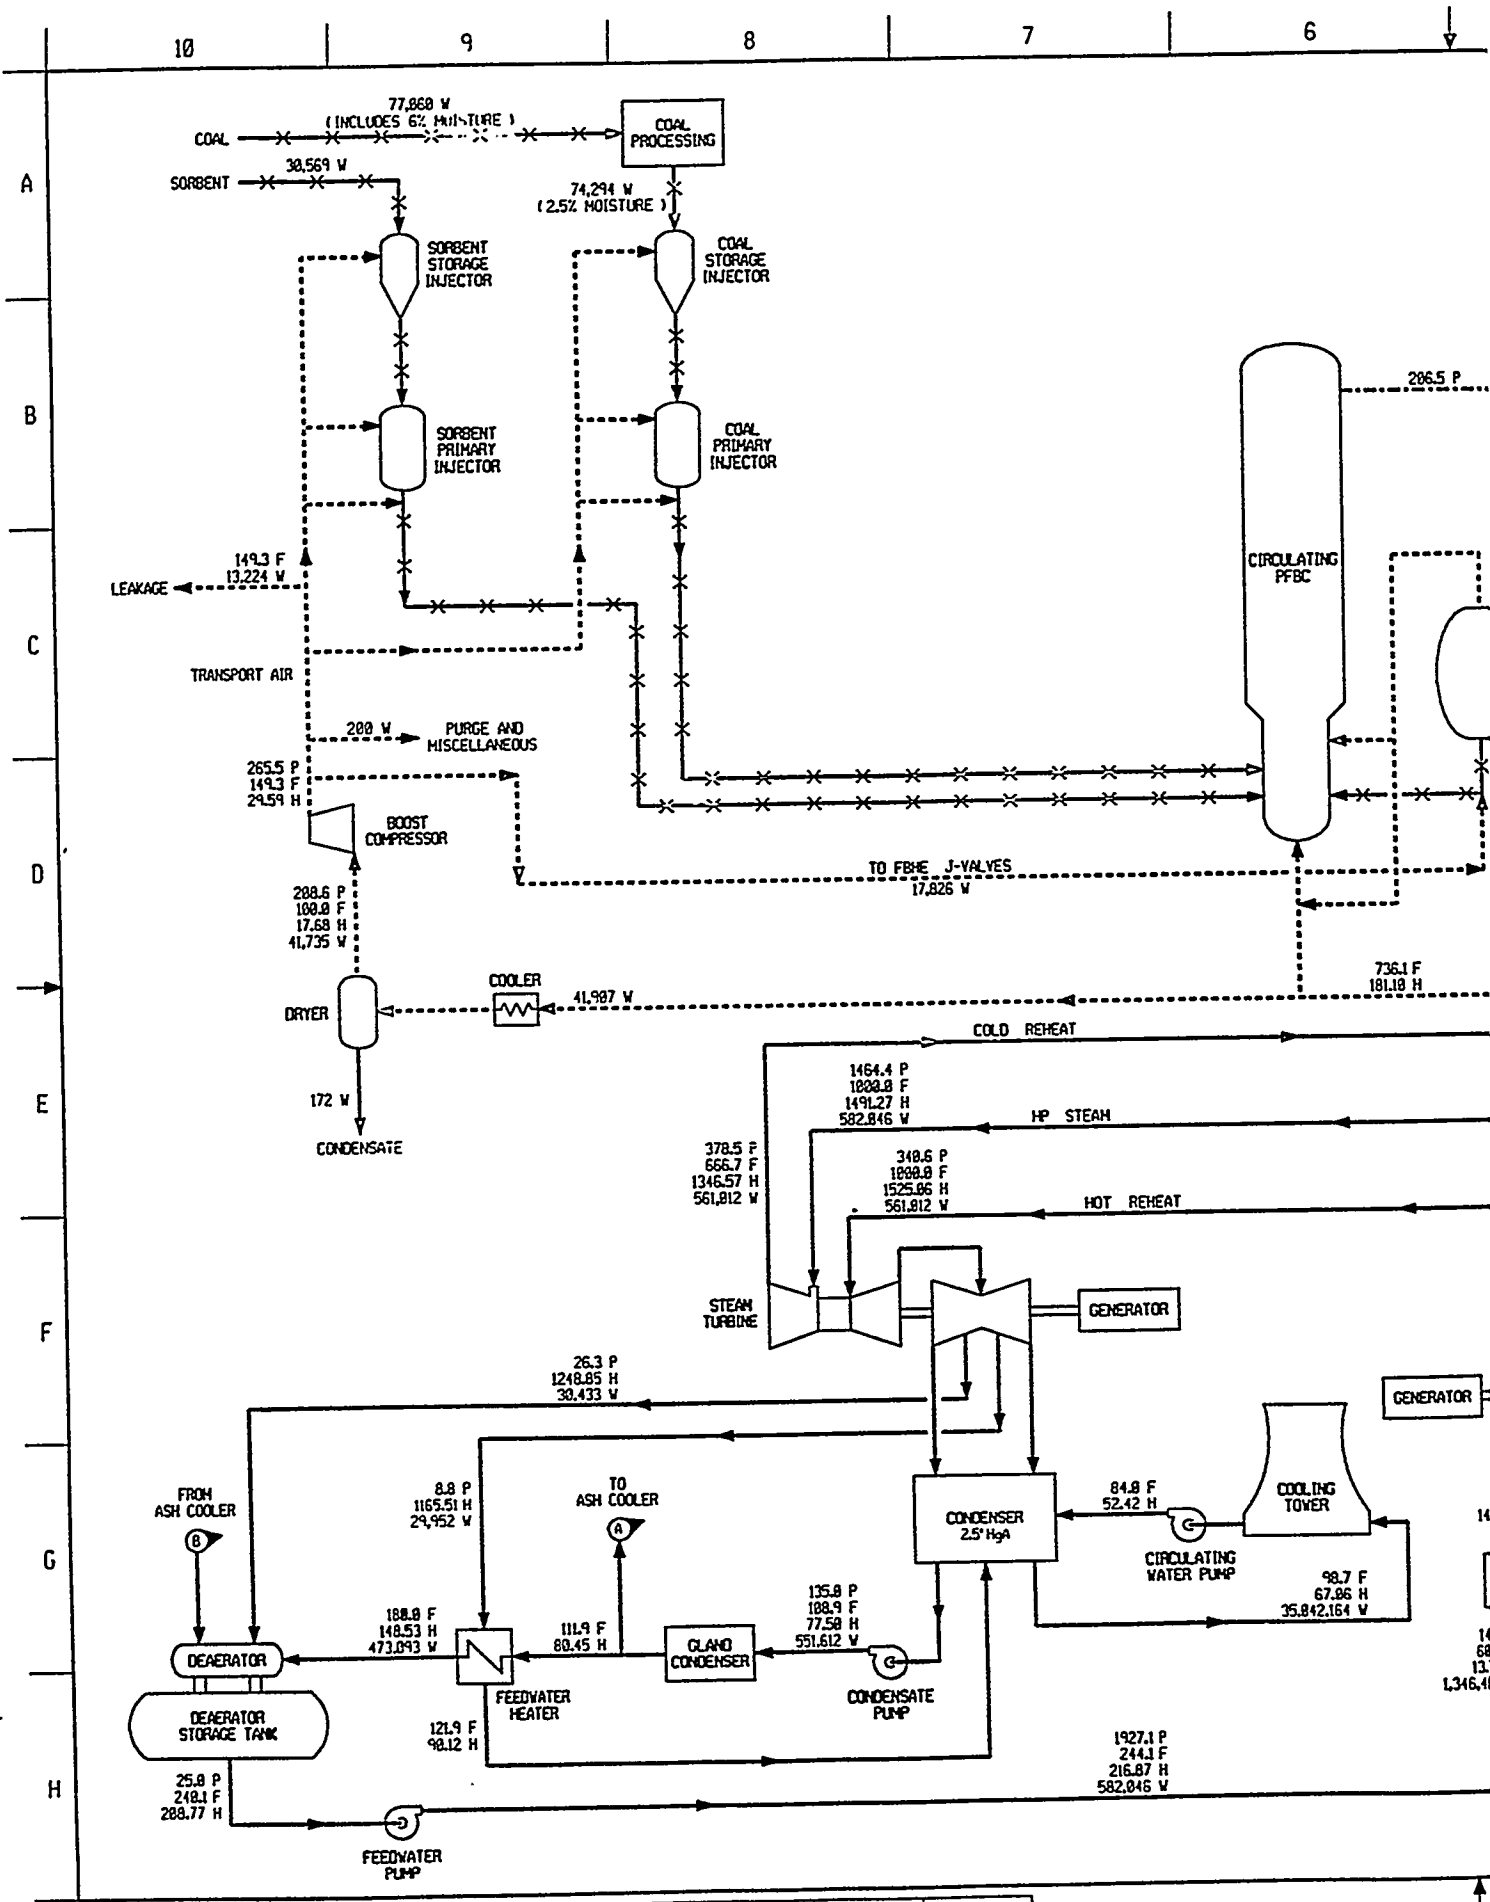 10
9
8
7
6
A
B
C
D
E
F
G
H
77,060 W
(INCLUDES 6% MOISTURE)
COAL
COAL
PROCESSING
30,569 W
SORBENT
74,294 W
(2.5% MOISTURE)
SORBENT
STORAGE
INJECTOR
COAL
STORAGE
INJECTOR
206.5 P
SORBENT
PRIMARY
INJECTOR
COAL
PRIMARY
INJECTOR
149.3 F
13,224 W
LEAKAGE
CIRCULATING
PFBC
TRANSPORT AIR
200 W
PURGE AND
MISCELLANEOUS
265.5 P
149.3 F
29.59 H
BOOST
COMPRESSOR
TO FBHE J-VALVES
17,826 W
208.6 P
100.0 F
17.68 H
41,735 W
COOLER
41,907 W
DRYER
736.1 F
181.10 H
172 W
CONDENSATE
COLD REHEAT
1464.4 P
1000.0 F
1491.27 H
582,046 W
HP STEAM
378.5 P
666.7 F
1346.57 H
561,012 W
340.6 P
1000.0 F
1525.06 H
561,012 W
HOT REHEAT
STEAM
TURBINE
GENERATOR
26.3 P
1248.85 H
30,433 W
GENERATOR
8.8 P
1165.51 H
29,952 W
FROM
ASH COOLER
B
TO
ASH COOLER
A
CONDENSER
2.5" HgA
84.0 F
52.42 H
COOLING
TOWER
CIRCULATING
WATER PUMP
98.7 F
67.06 H
35,042,164 W
180.0 F
148.53 H
473,093 W
111.9 F
80.45 H
135.0 P
108.9 F
77.50 H
551,612 W
DEAERATOR
GLAND
CONDENSER
FEEDWATER
HEATER
CONDENSATE
PUMP
DEAERATOR
STORAGE TANK
121.9 F
90.12 H
25.0 P
240.1 F
208.77 H
1927.1 P
244.1 F
216.87 H
582,046 W
FEEDWATER
PUMP